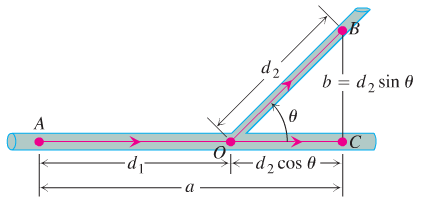 B
d₂
b = d₂ sin θ
θ
A
O
C
d₁
d₂ cos θ
a